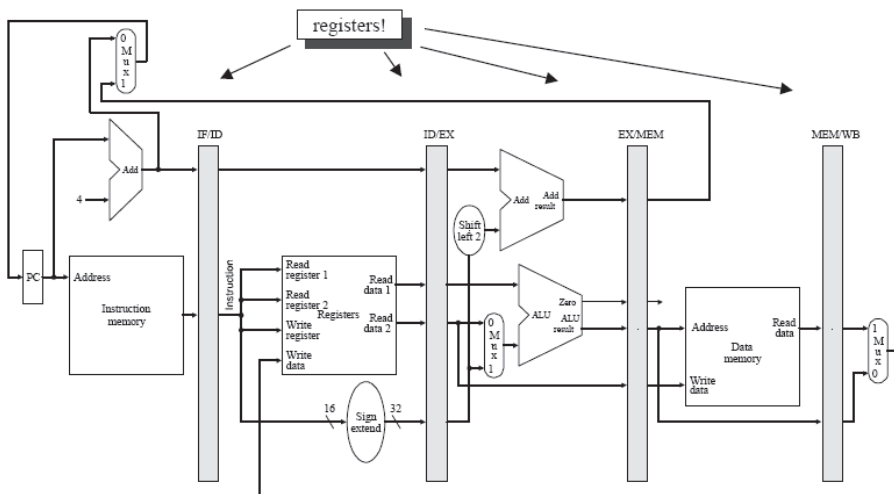 registers!
0
M
u
x
1
IF/ID
ID/EX
EX/MEM
MEM/WB
Add
4
Add
Add
result
Shift
left 2
PC
Address
Instruction
memory
Instruction
Read
register 1
Read
register 2
Write
register
Write
data
Registers
Read
data 1
Read
data 2
0
M
u
x
1
Zero
ALU
ALU
result
Address
Read
data
Data
memory
Write
data
1
M
u
x
0
16
Sign
extend
32